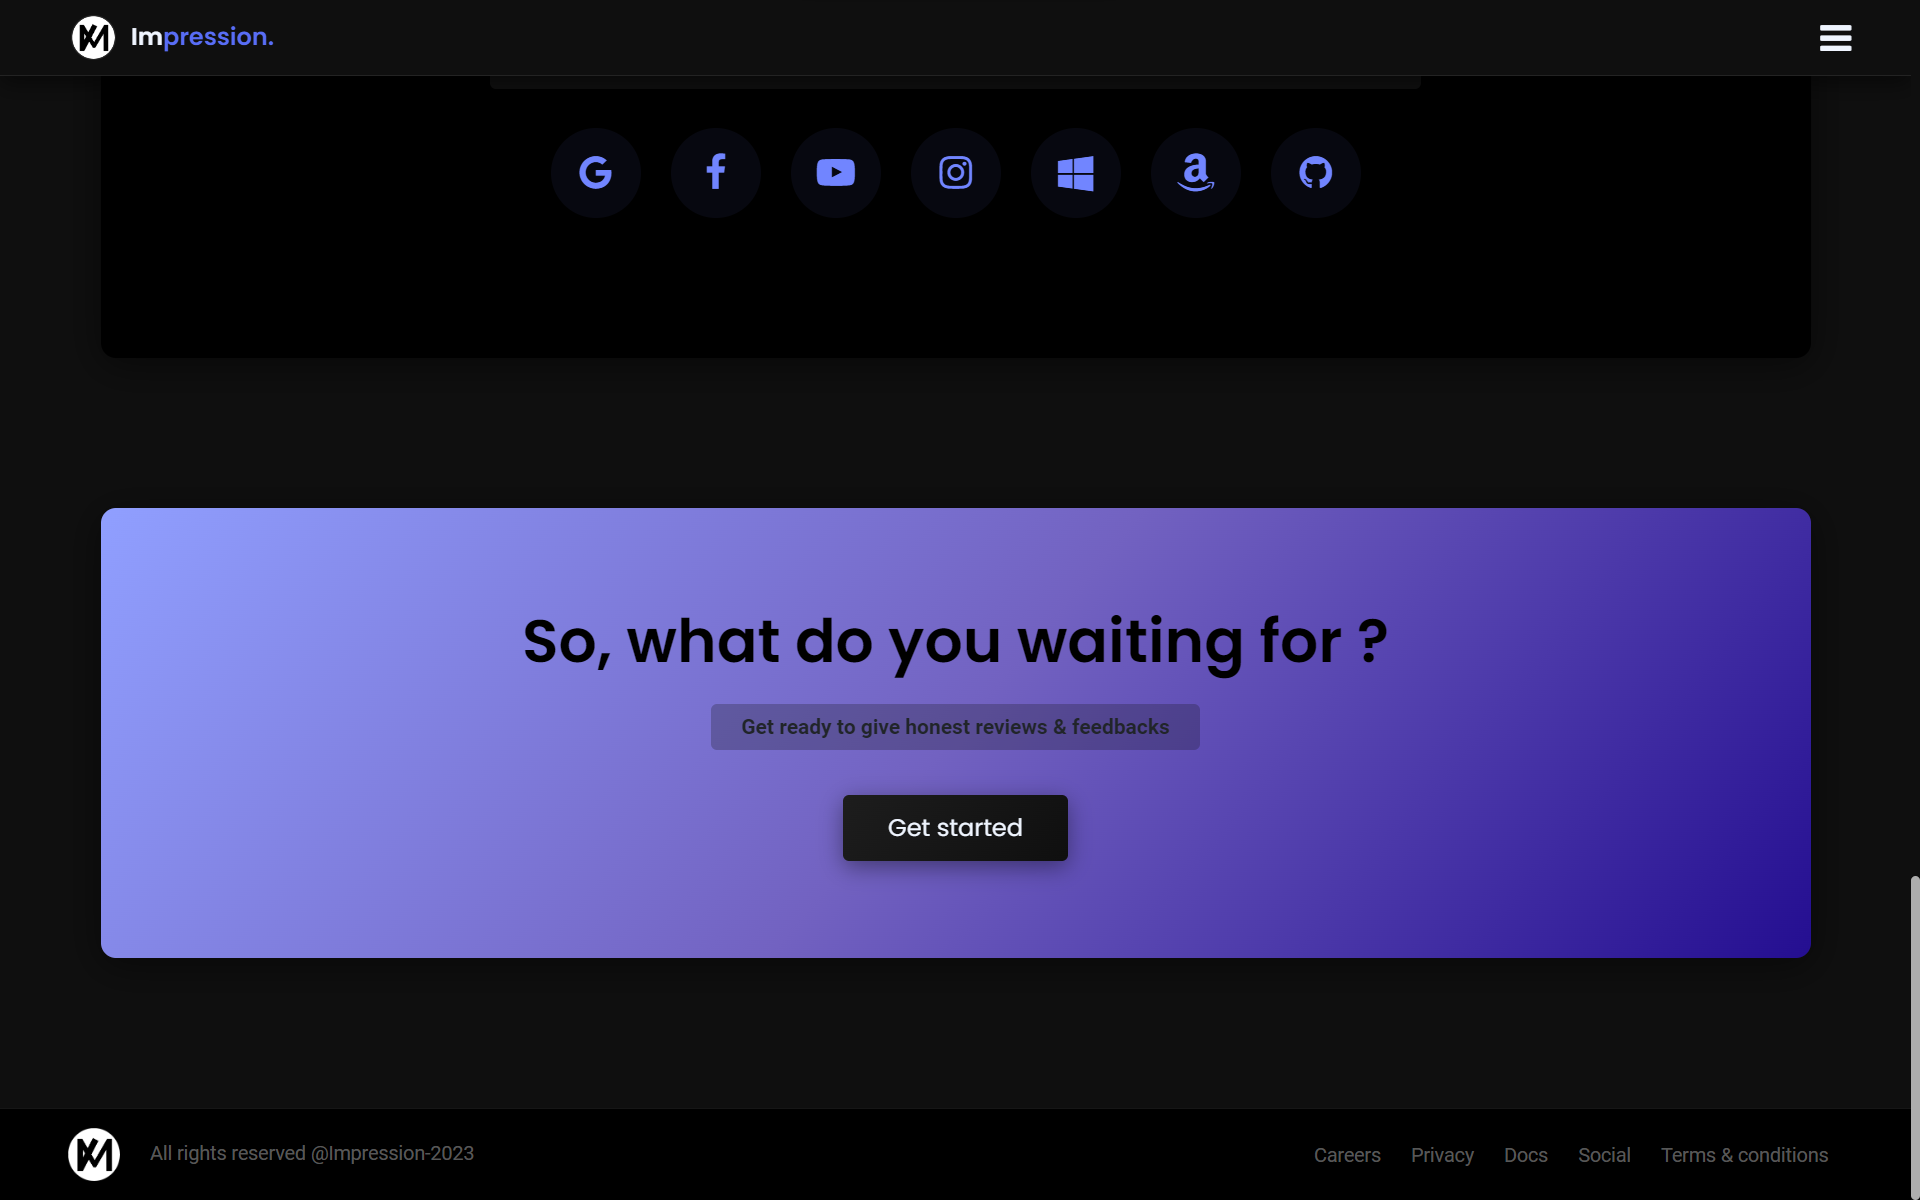 Impression.
So, what do you waiting for ?
Get ready to give honest reviews & feedbacks
Get started
All rights reserved @Impression-2023
Careers Privacy Docs Social Terms & conditions